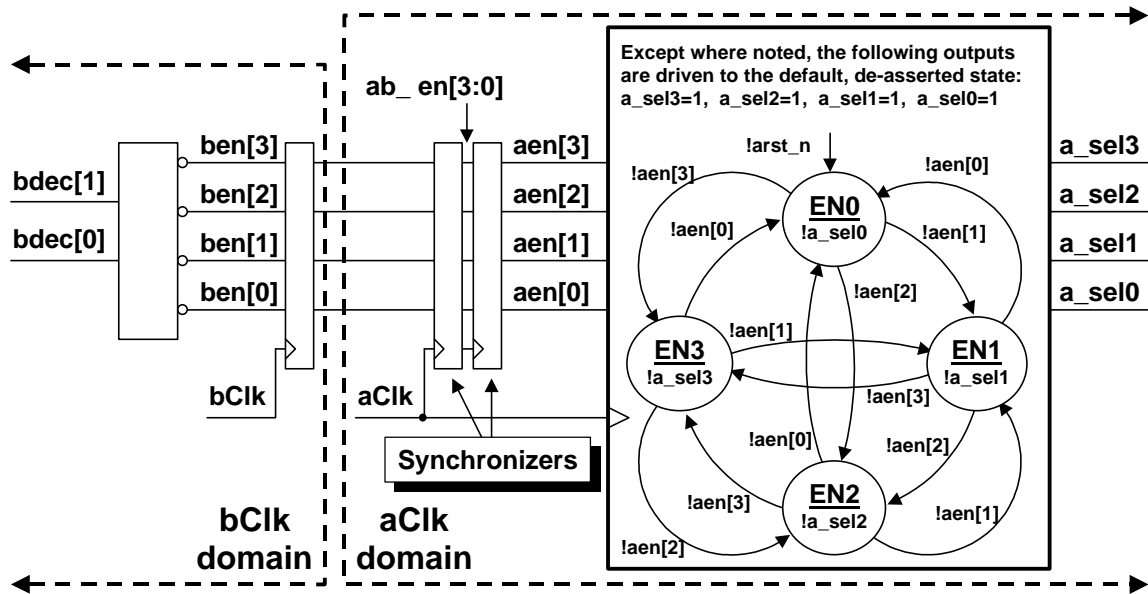 Except where noted, the following outputs
are driven to the default, de-asserted state:
a_sel3=1, a_sel2=1, a_sel1=1, a_sel0=1
ab_ en[3:0]
bdec[1]
bdec[0]
ben[3]
ben[2]
ben[1]
ben[0]
aen[3]
aen[2]
aen[1]
aen[0]
!arst_n
!aen[3]
!aen[0]
!aen[0]
EN0
!a_sel0
!aen[1]
!aen[2]
!aen[1]
EN3
!a_sel3
EN1
!a_sel1
!aen[3]
!aen[0]
!aen[2]
!aen[3]
EN2
!a_sel2
!aen[1]
!aen[2]
a_sel3
a_sel2
a_sel1
a_sel0
bClk
aClk
Synchronizers
bClk
domain
aClk
domain